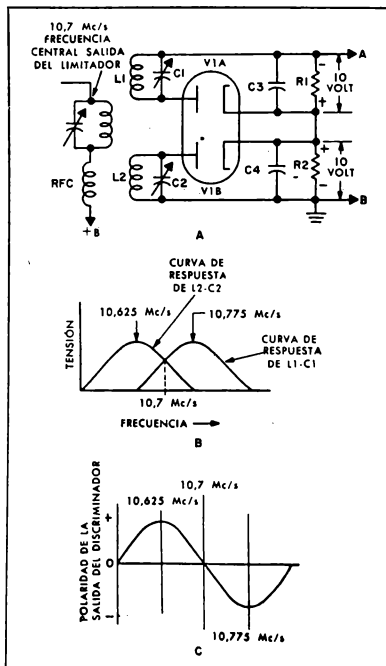 10,7 Mc/s
FRECUENCIA
CENTRAL SALIDA
DEL LIMITADOR
L1
C1
V1A
C3
R1
-
+
10
VOLT
A
RFC
+B
L2
C2
V1B
C4
-
+
R2
-
10
VOLT
B
A
CURVA DE
RESPUESTA
DE L2-C2
10,625 Mc/s
10,775 Mc/s
CURVA DE
RESPUESTA
DE L1-C1
TENSIÓN
10,7 Mc/s
FRECUENCIA
B
10,7
Mc/s
10,625 Mc/s
POLARIDAD DE LA
SALIDA DEL DISCRIMINADOR
+
0
-
10,775 Mc/s
C